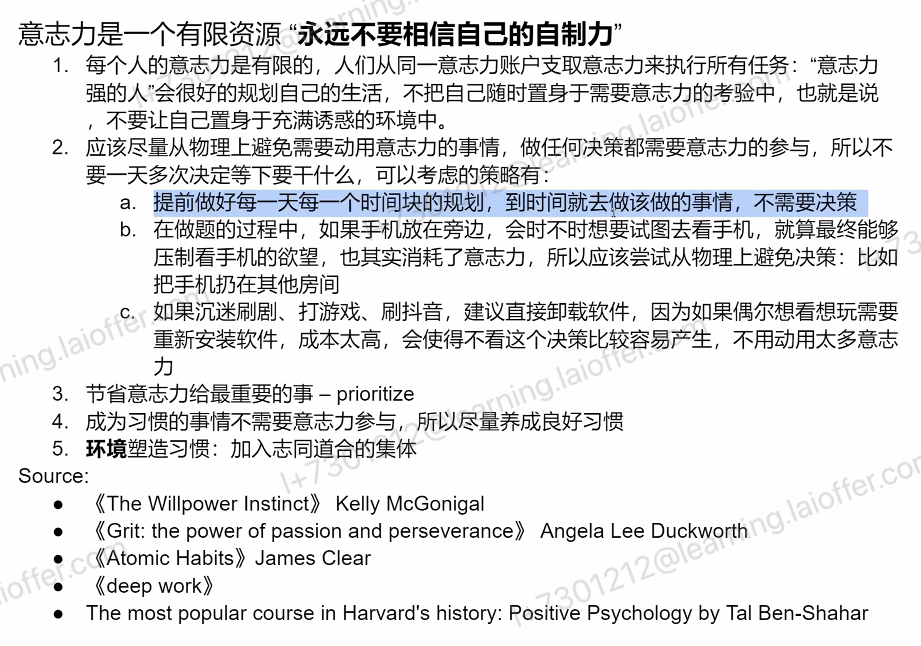 意志力是一个有限资源 “永远不要相信自己的自制力”
1. 每个人的意志力是有限的，人们从同一意志力账户支取意志力来执行所有任务：“意志力
强的人”会很好的规划自己的生活，不把自己随时置身于需要意志力的考验中，也就是说
，不要让自己置身于充满诱惑的环境中。
2. 应该尽量从物理上避免需要动用意志力的事情，做任何决策都需要意志力的参与，所以不
要一天多次决定等下要干什么，可以考虑的策略有：
a. 提前做好每一天每一个时间块的规划，到时间就去做该做的事情，不需要决策
b. 在做题的过程中，如果手机放在旁边，会时不时想要试图去看手机，就算最终能够
压制看手机的欲望，也其实消耗了意志力，所以应该尝试从物理上避免决策：比如
把手机扔在其他房间
c. 如果沉迷刷剧、打游戏、刷抖音，建议直接卸载软件，因为如果偶尔想看想玩需要
重新安装软件，成本太高，会使得不看这个决策比较容易产生，不用动用太多意志
力
3. 节省意志力给最重要的事 – prioritize
4. 成为习惯的事情不需要意志力参与，所以尽量养成良好习惯
5. 环境塑造习惯：加入志同道合的集体
Source:
● 《The Willpower Instinct》 Kelly McGonigal
● 《Grit: the power of passion and perseverance》 Angela Lee Duckworth
● 《Atomic Habits》James Clear
● 《deep work》
● The most popular course in Harvard's history: Positive Psychology by Tal Ben-Shahar
l+7301212@learning.laioffer.com